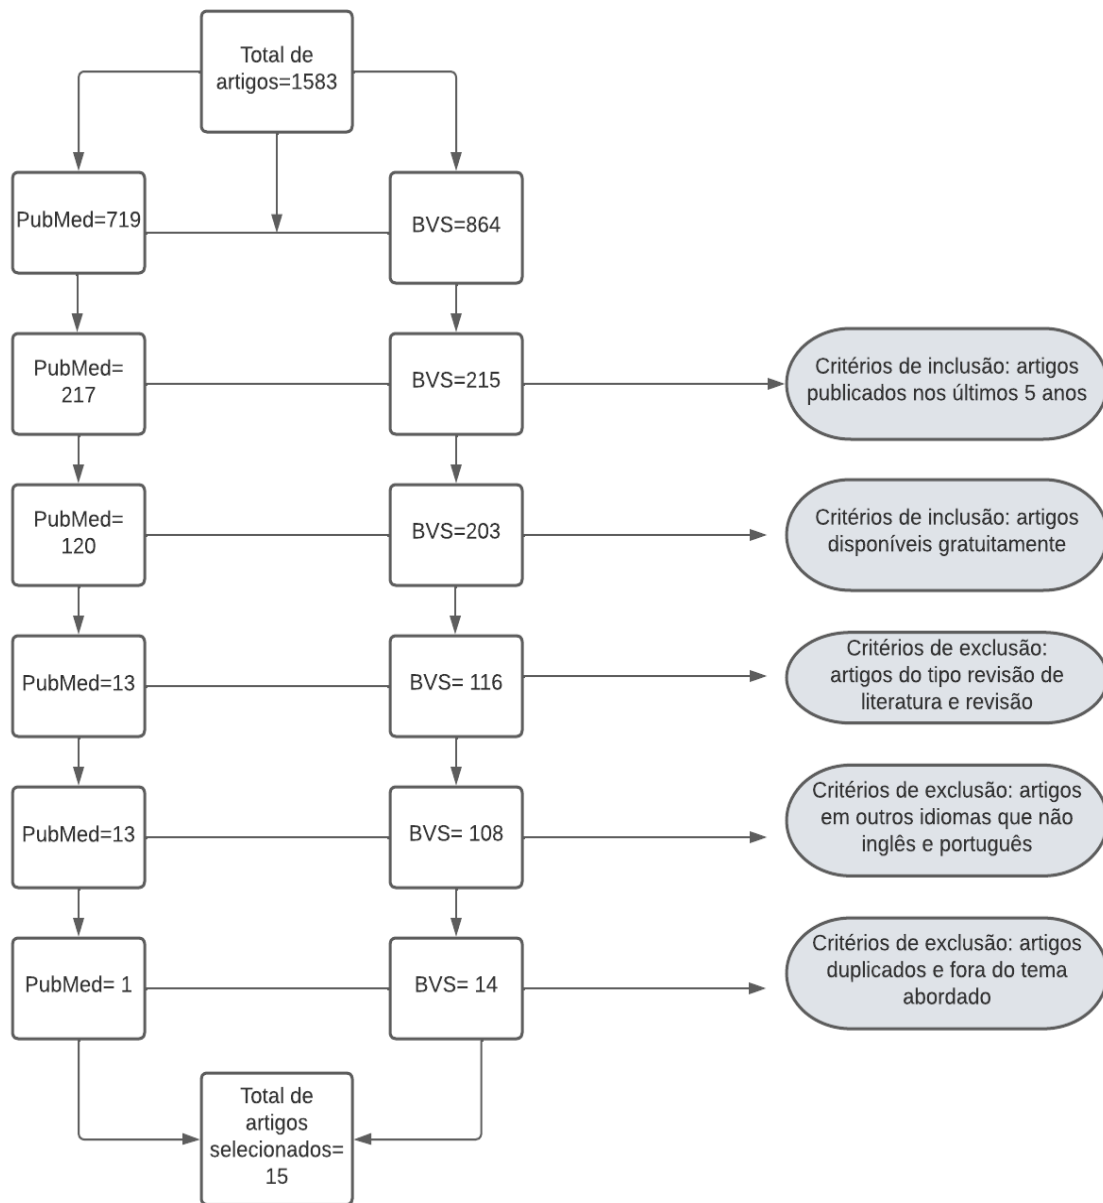 Total de
artigos=1583
PubMed=719
BVS=864
PubMed=
217
BVS=215
Critérios de inclusão: artigos
publicados nos últimos 5 anos
PubMed=
120
BVS=203
Critérios de inclusão: artigos
disponíveis gratuitamente
PubMed=13
BVS= 116
Critérios de exclusão:
artigos do tipo revisão de
literatura e revisão
PubMed=13
BVS= 108
Critérios de exclusão: artigos
em outros idiomas que não
inglês e português
PubMed= 1
BVS= 14
Critérios de exclusão: artigos
duplicados e fora do tema
abordado
Total de
artigos
selecionados=
15